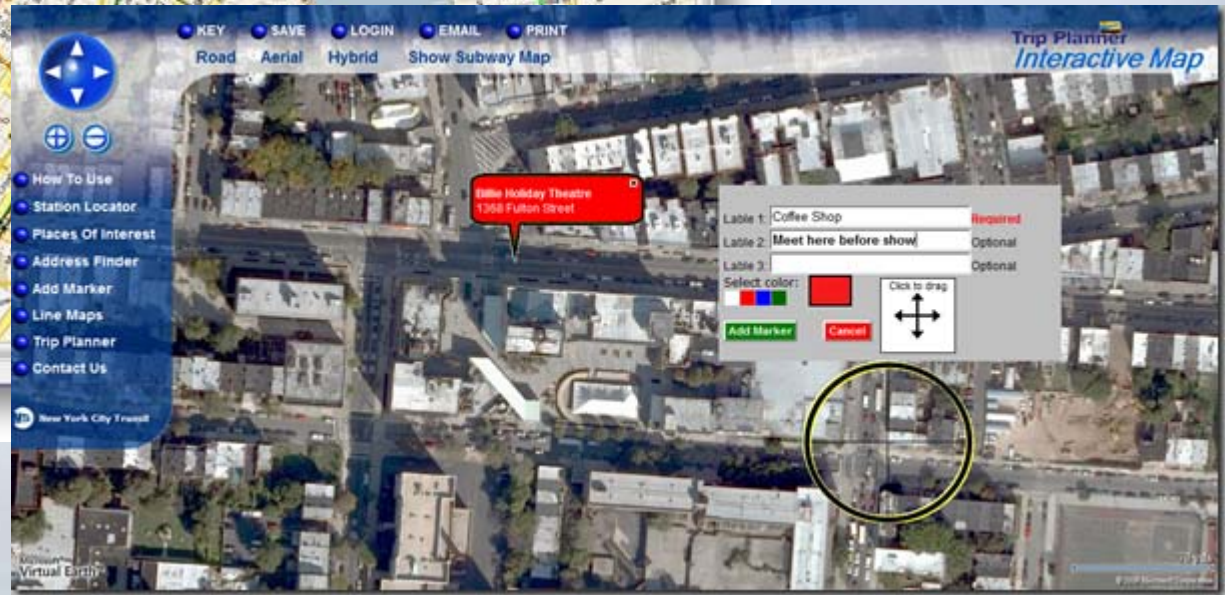 KEY SAVE LOGIN EMAIL PRINT
Road Aerial Hybrid Show Subway Map
Trip Planner
Interactive Map
How To Use
Station Locator
Places Of Interest
Address Finder
Add Marker
Line Maps
Trip Planner
Contact Us
New York City Transit
Billie Holiday Theatre
1368 Fulton Street
Lable 1: Coffee Shop Required
Lable 2: Meet here before show Optional
Lable 3: Optional
Select color:
Click to drag
Add Marker Cancel
Microsoft
Virtual Earth